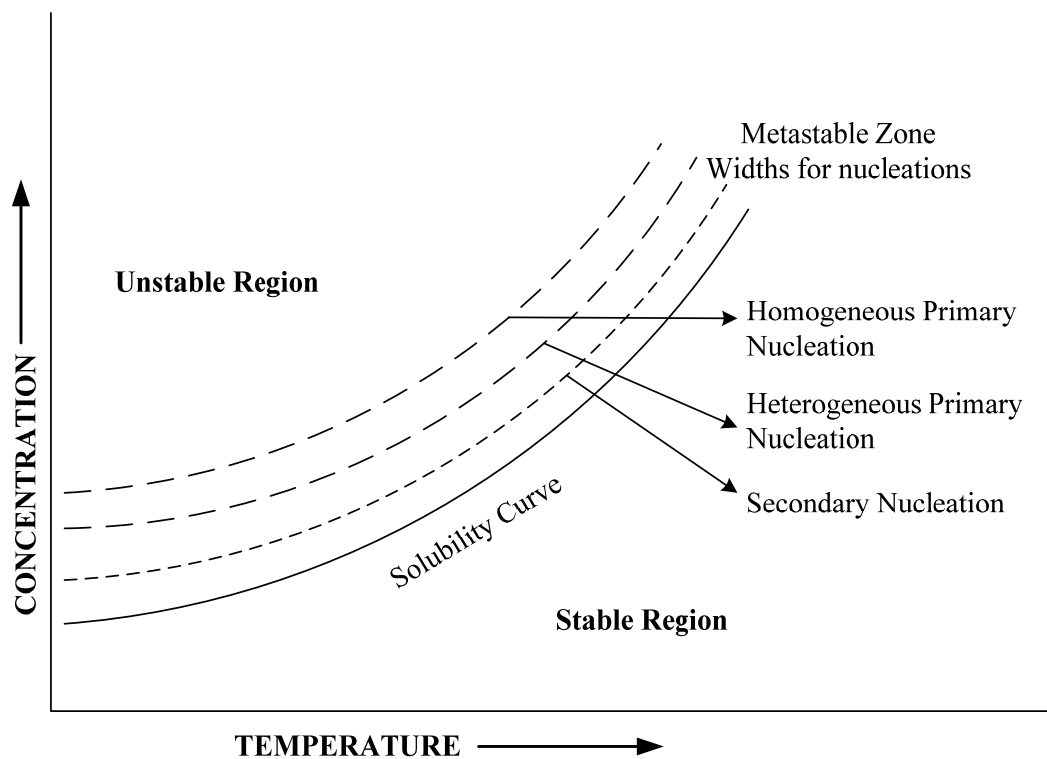 Metastable Zone
Widths for nucleations
Unstable Region
Homogeneous Primary
Nucleation
Heterogeneous Primary
Nucleation
Secondary Nucleation
Solubility Curve
Stable Region
CONCENTRATION
TEMPERATURE